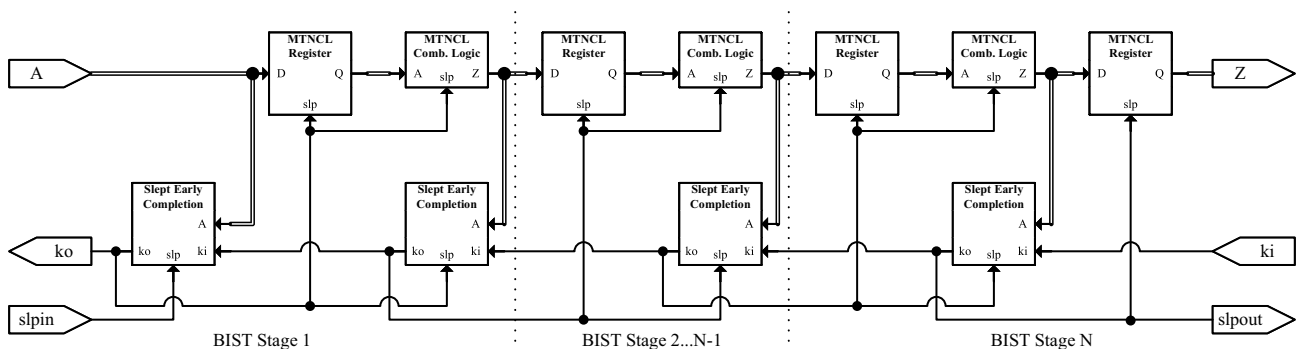 MTNCL Register
MTNCL Comb. Logic
MTNCL Register
MTNCL Comb. Logic
MTNCL Register
MTNCL Comb. Logic
MTNCL Register
A
D Q
A slp Z
D Q
A slp Z
D Q
A slp Z
D Q
Z
slp
slp
slp
slp
Slept Early Completion
Slept Early Completion
Slept Early Completion
Slept Early Completion
A
A
A
A
ko
ko slp ki
ko slp ki
ko slp ki
ko slp ki
ki
slpin
slpout
BIST Stage 1
BIST Stage 2...N-1
BIST Stage N